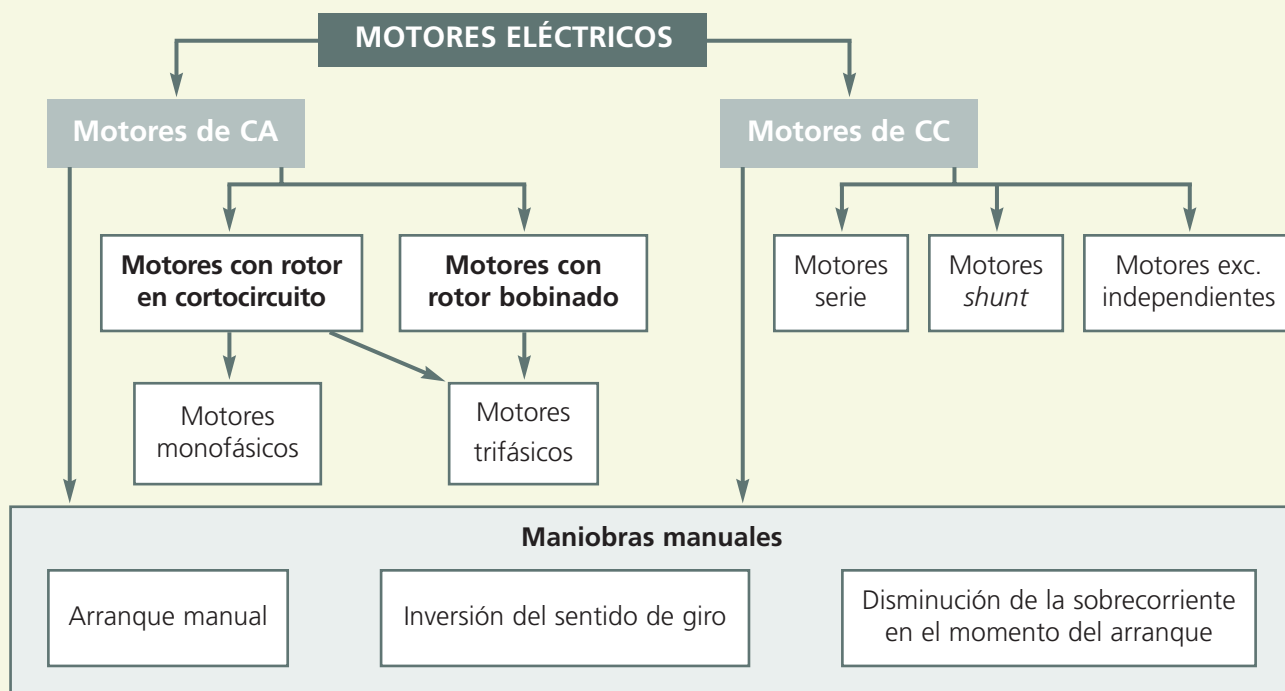 MOTORES ELÉCTRICOS
Motores de CA
Motores de CC
Motores con rotor
en cortocircuito
Motores con
rotor bobinado
Motores
serie
Motores
shunt
Motores exc.
independientes
Motores
monofásicos
Motores
trifásicos
Maniobras manuales
Arranque manual
Inversión del sentido de giro
Disminución de la sobrecorriente
en el momento del arranque